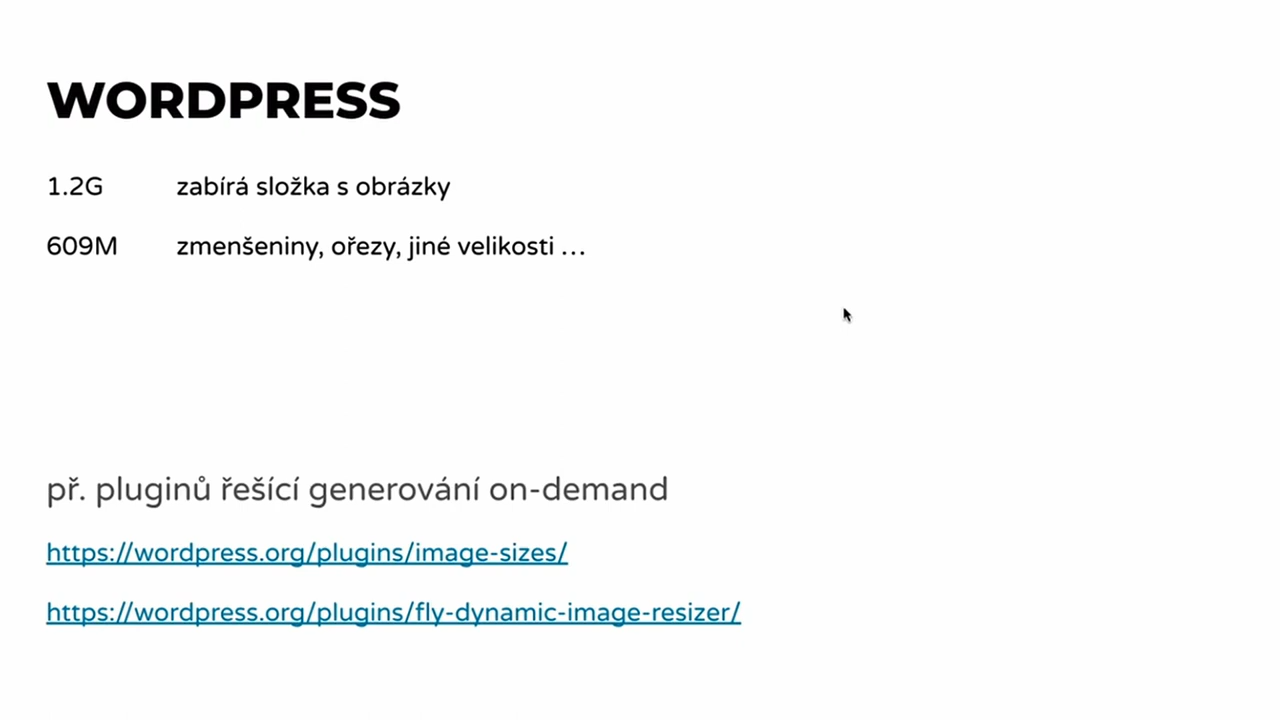 WORDPRESS
1.2G zabírá složka s obrázky
609M zmenšeniny, ořezy, jiné velikosti …
př. pluginů řešící generování on-demand
https://wordpress.org/plugins/image-sizes/
https://wordpress.org/plugins/fly-dynamic-image-resizer/